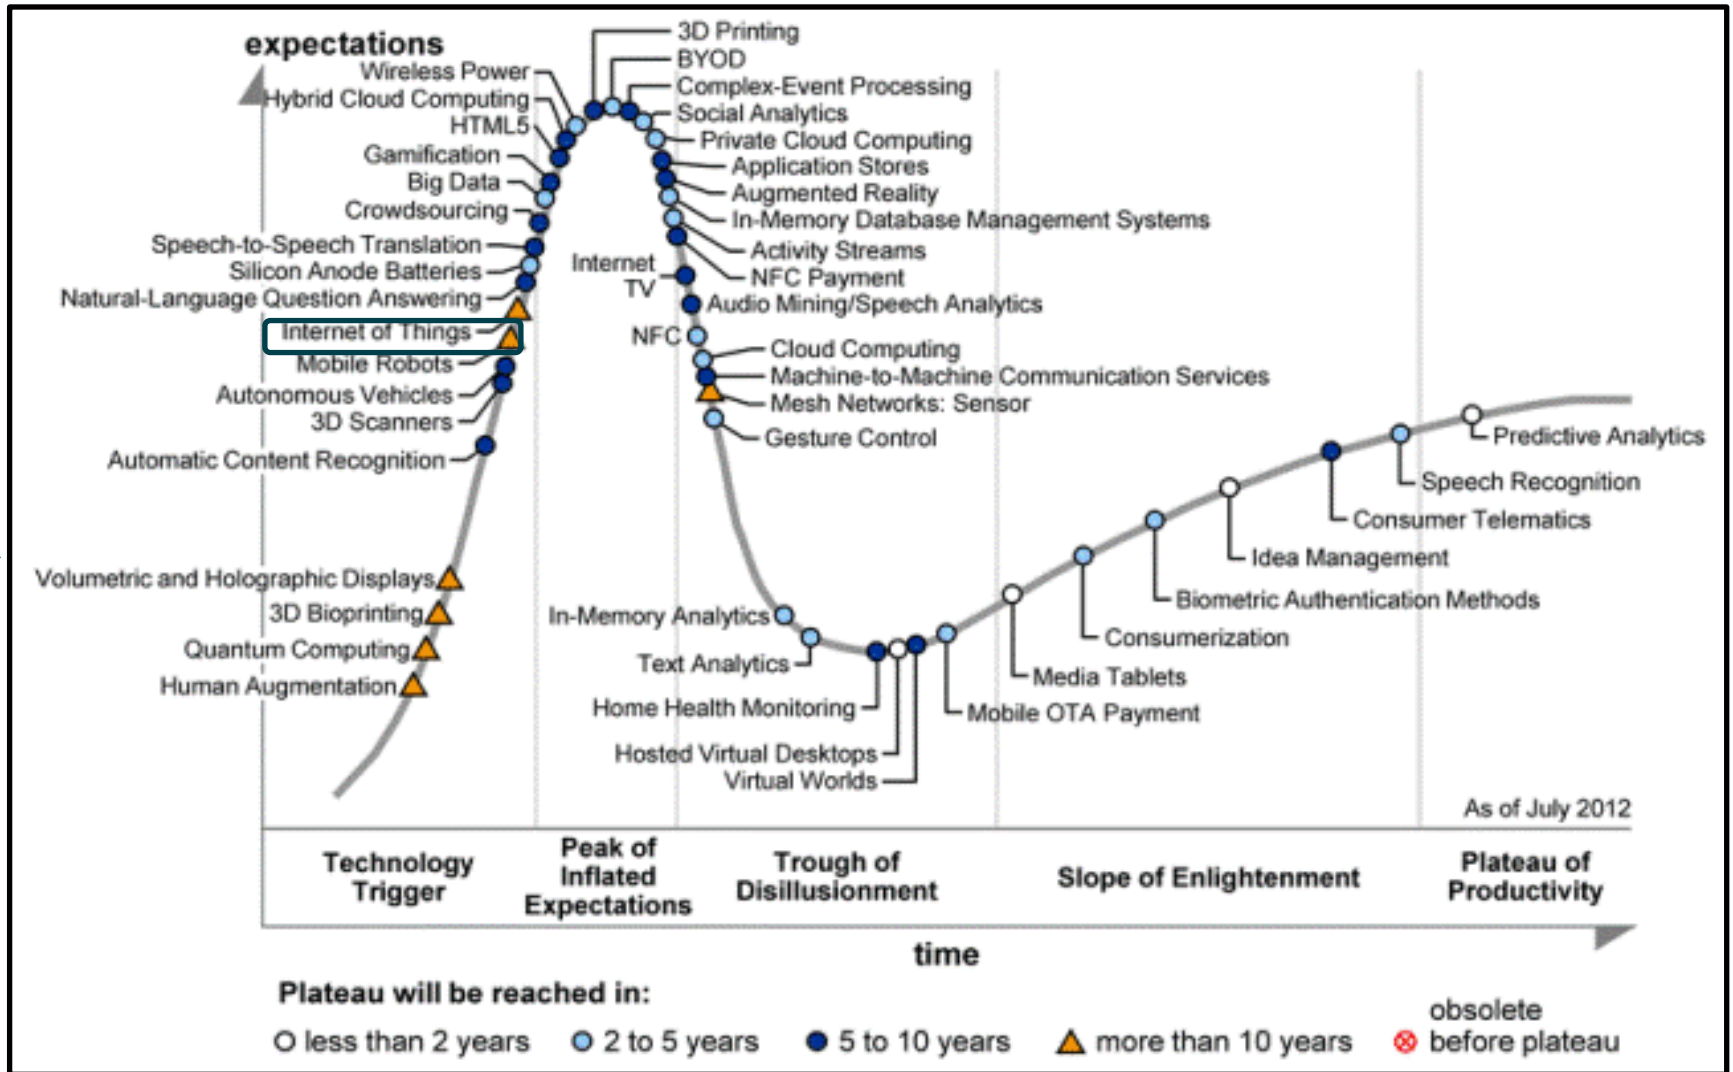 expectations
3D Printing
BYOD
Wireless Power
Complex-Event Processing
Hybrid Cloud Computing
Social Analytics
HTML5
Private Cloud Computing
Gamification
Application Stores
Big Data
Augmented Reality
Crowdsourcing
In-Memory Database Management Systems
Speech-to-Speech Translation
Activity Streams
Silicon Anode Batteries
Internet
TV
NFC Payment
Natural-Language Question Answering
Audio Mining/Speech Analytics
Internet of Things
NFC
Cloud Computing
Mobile Robots
Machine-to-Machine Communication Services
Autonomous Vehicles
Mesh Networks: Sensor
3D Scanners
Gesture Control
Automatic Content Recognition
Predictive Analytics
Speech Recognition
Consumer Telematics
Idea Management
Volumetric and Holographic Displays
Biometric Authentication Methods
3D Bioprinting
In-Memory Analytics
Consumerization
Quantum Computing
Text Analytics
Media Tablets
Human Augmentation
Home Health Monitoring
Mobile OTA Payment
Hosted Virtual Desktops
Virtual Worlds
As of July 2012
Technology
Trigger
Peak of
Inflated
Expectations
Trough of
Disillusionment
Slope of Enlightenment
Plateau of
Productivity
time
Plateau will be reached in:
less than 2 years
2 to 5 years
5 to 10 years
more than 10 years
obsolete
before plateau